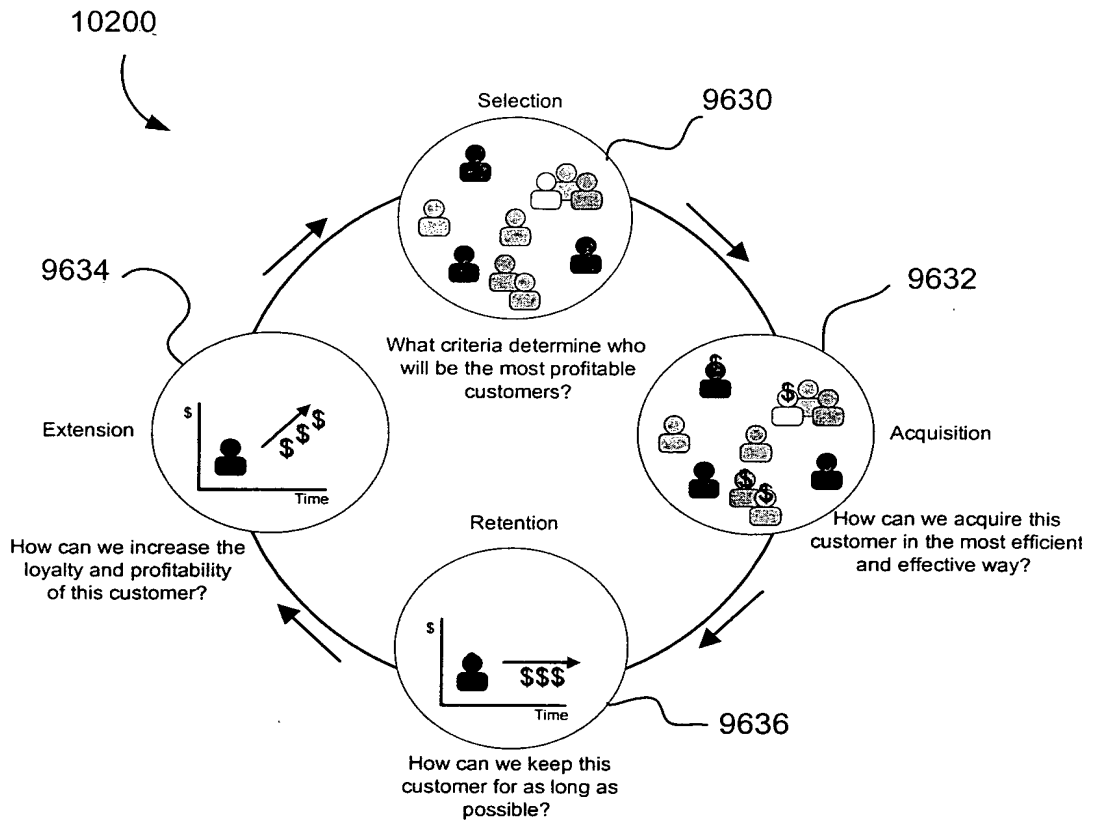 10200
Selection
9630
What criteria determine who
will be the most profitable
customers?
9632
$
$
$
$
Acquisition
How can we acquire this
customer in the most efficient
and effective way?
Retention
$
$$$
Time
9636
How can we keep this
customer for as long as
possible?
9634
Extension
$
$$$
Time
How can we increase the
loyalty and profitability
of this customer?